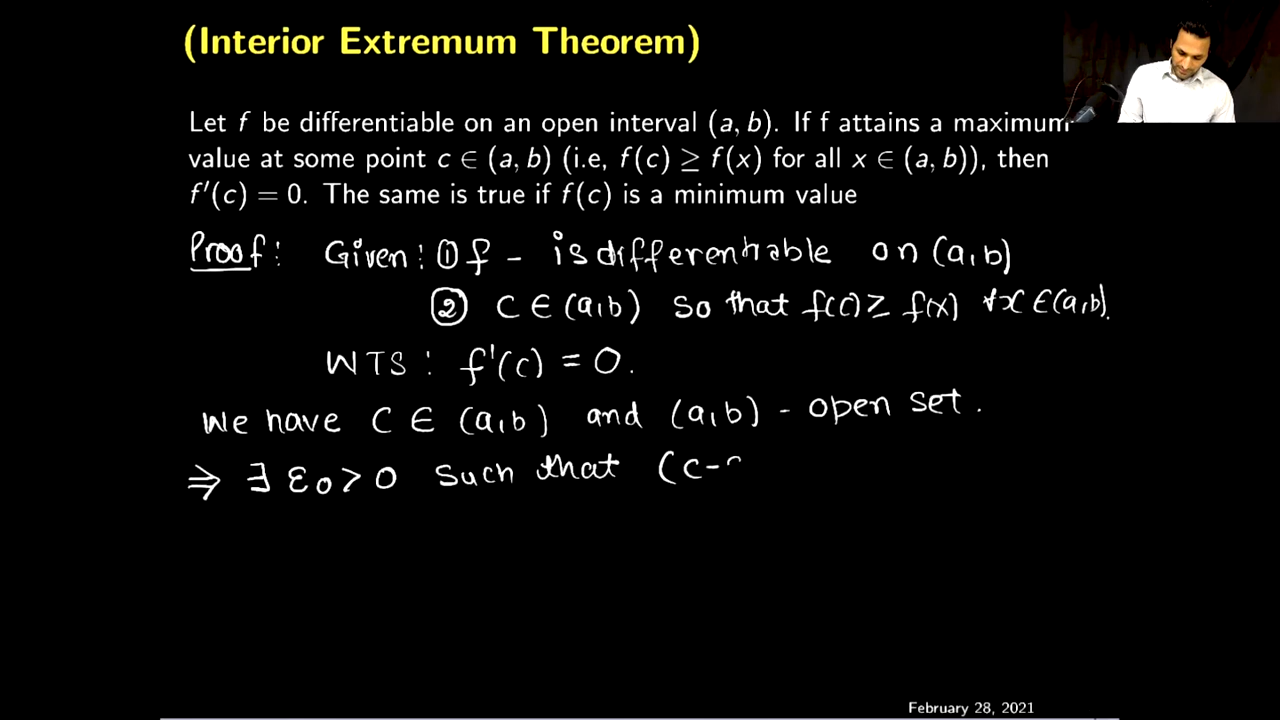 (Interior Extremum Theorem)
Let f be differentiable on an open interval (a, b). If f attains a maximum
value at some point c ∈ (a, b) (i.e, f(c) ≥ f(x) for all x ∈ (a, b)), then
f′(c) = 0. The same is true if f(c) is a minimum value
Proof: Given: ① f - is differentiable on (a,b)
② c ∈ (a,b) so that f(c) ≥ f(x) ∀x ∈ (a,b).
WTS: f'(c) = 0.
We have c ∈ (a,b) and (a,b) - open set.
⇒ ∃ ε₀ > 0 such that (c-
February 28, 2021